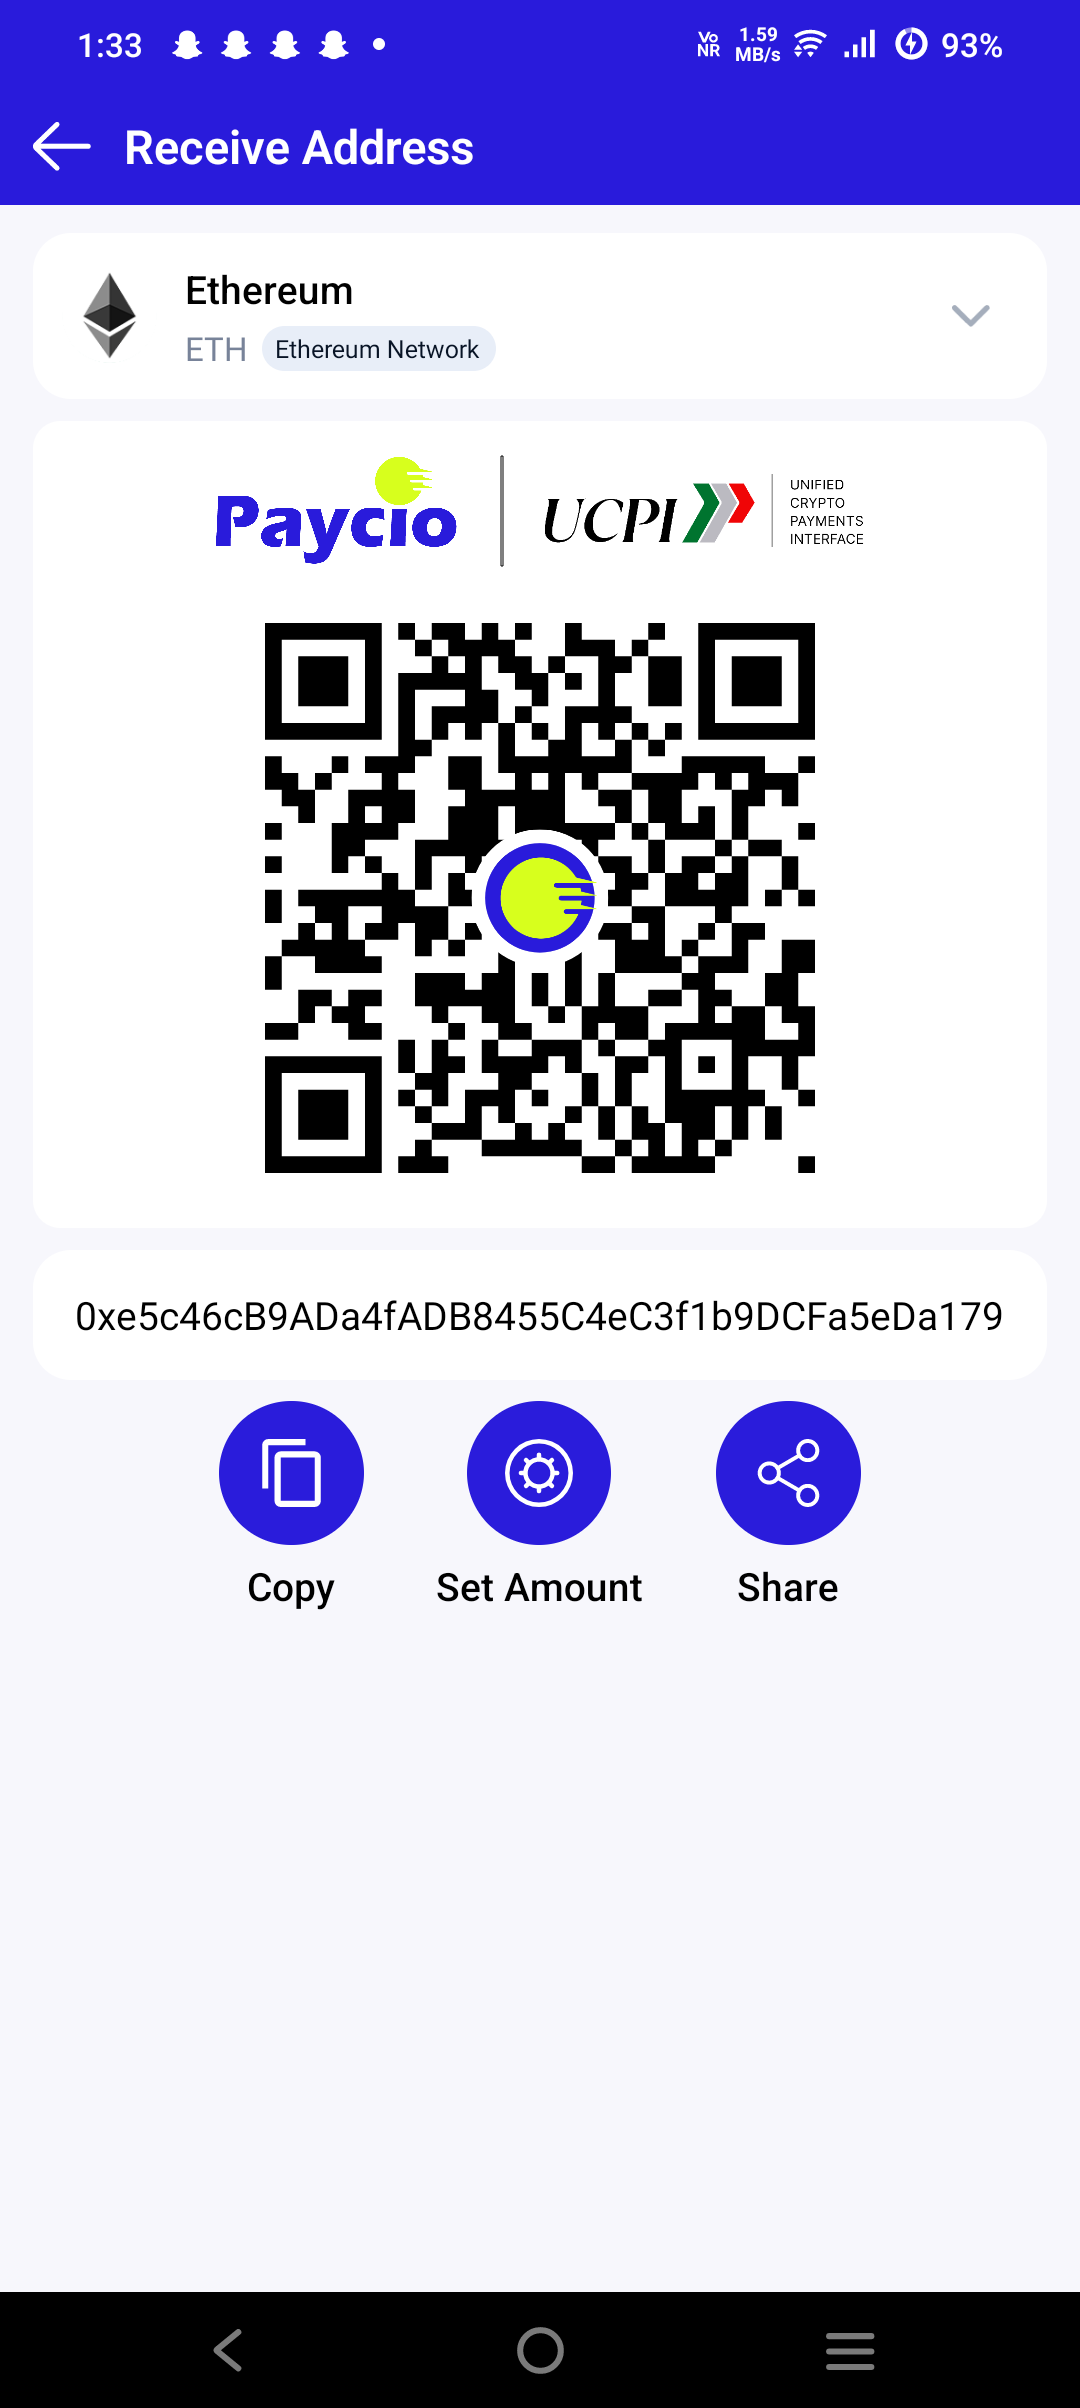 1:33
Vo NR 1.59 MB/s 93%
Receive Address
Ethereum
ETH Ethereum Network
Paycio
UCPI
UNIFIED
CRYPTO
PAYMENTS
INTERFACE
0xe5c46cB9ADa4fADB8455C4eC3f1b9DCFa5eDa179
Copy Set Amount Share